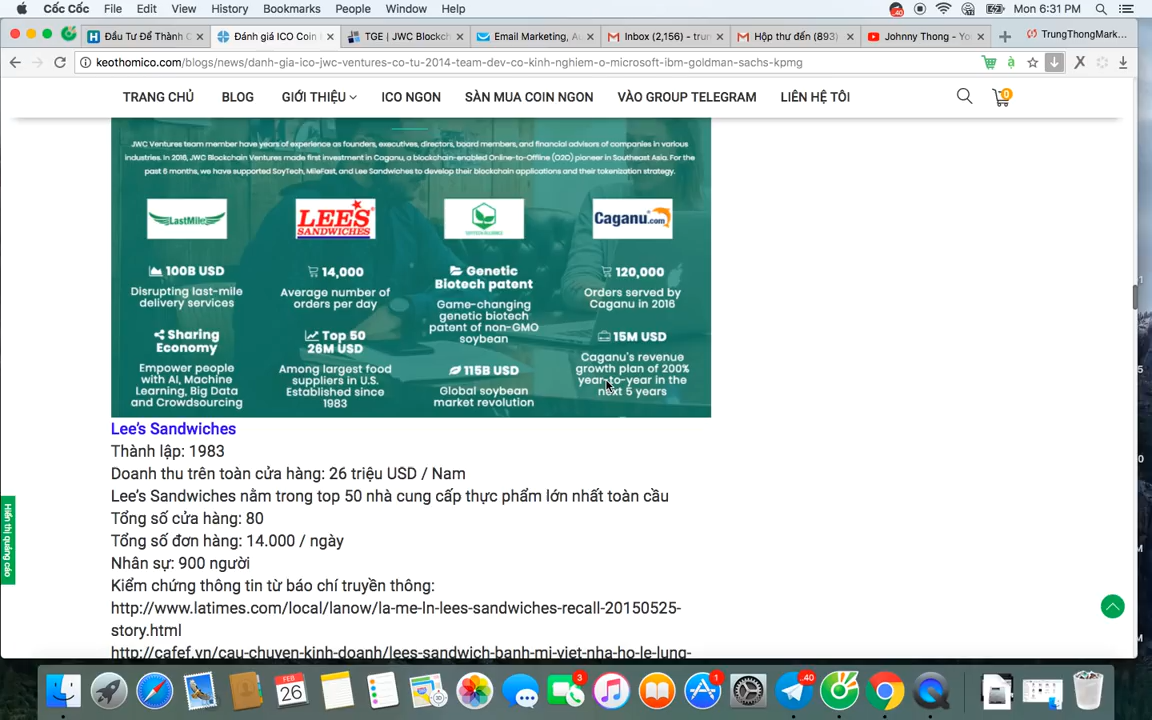 Cốc Cốc File Edit View History Bookmarks People Window Help Mon 6:31 PM
Đầu Tư Để Thành C
Đánh giá ICO Coin
TGE | JWC Blockch
Email Marketing, Au
Inbox (2,156) - trun
Hộp thư đến (893)
Johnny Thong - Yo
TrungThongMark...
keothomico.com/blogs/news/danh-gia-ico-jwc-ventures-co-tu-2014-team-dev-co-kinh-nghiem-o-microsoft-ibm-goldman-sachs-kpmg
TRANG CHỦ BLOG GIỚI THIỆU ICO NGON SÀN MUA COIN NGON VÀO GROUP TELEGRAM LIÊN HỆ TÔI 0
JWC Ventures team member have years of experience as founders, executives, directors, board members, and financial advisors of companies in various
industries. In 2016, JWC Blockchain Ventures made first investment in Caganu, a blockchain-enabled Online-to-Offline (O2O) pioneer in Southeast Asia. For the
past 6 months, we have supported SoyTech, MileFast, and Lee Sandwiches to develop their blockchain applications and their tokenization strategy.
LastMile
LEE'S
SANDWICHES
Caganu.com
100B USD
Disrupting last-mile
delivery services
Sharing
Economy
Empower people
with AI, Machine
Learning, Big Data
and Crowdsourcing
14,000
Average number of
orders per day
Top 50
26M USD
Among largest food
suppliers in U.S.
Established since
1983
Genetic
Biotech patent
Game-changing
genetic biotech
patent of non-GMO
soybean
115B USD
Global soybean
market revolution
120,000
Orders served by
Caganu in 2016
15M USD
Caganu's revenue
growth plan of 200%
year-to-year in the
next 5 years
Lee's Sandwiches
Thành lập: 1983
Doanh thu trên toàn cửa hàng: 26 triệu USD / Nam
Lee's Sandwiches nằm trong top 50 nhà cung cấp thực phẩm lớn nhất toàn cầu
Tổng số cửa hàng: 80
Tổng số đơn hàng: 14.000 / ngày
Nhân sự: 900 người
Kiểm chứng thông tin từ báo chí truyền thông:
http://www.latimes.com/local/lanow/la-me-ln-lees-sandwiches-recall-20150525-
story.html
http://cafef.vn/cau-chuyen-kinh-doanh/lees-sandwich-banh-mi-viet-nha-ho-le-lung-
Hiển thị quảng cáo
FEB
26
3
1
40